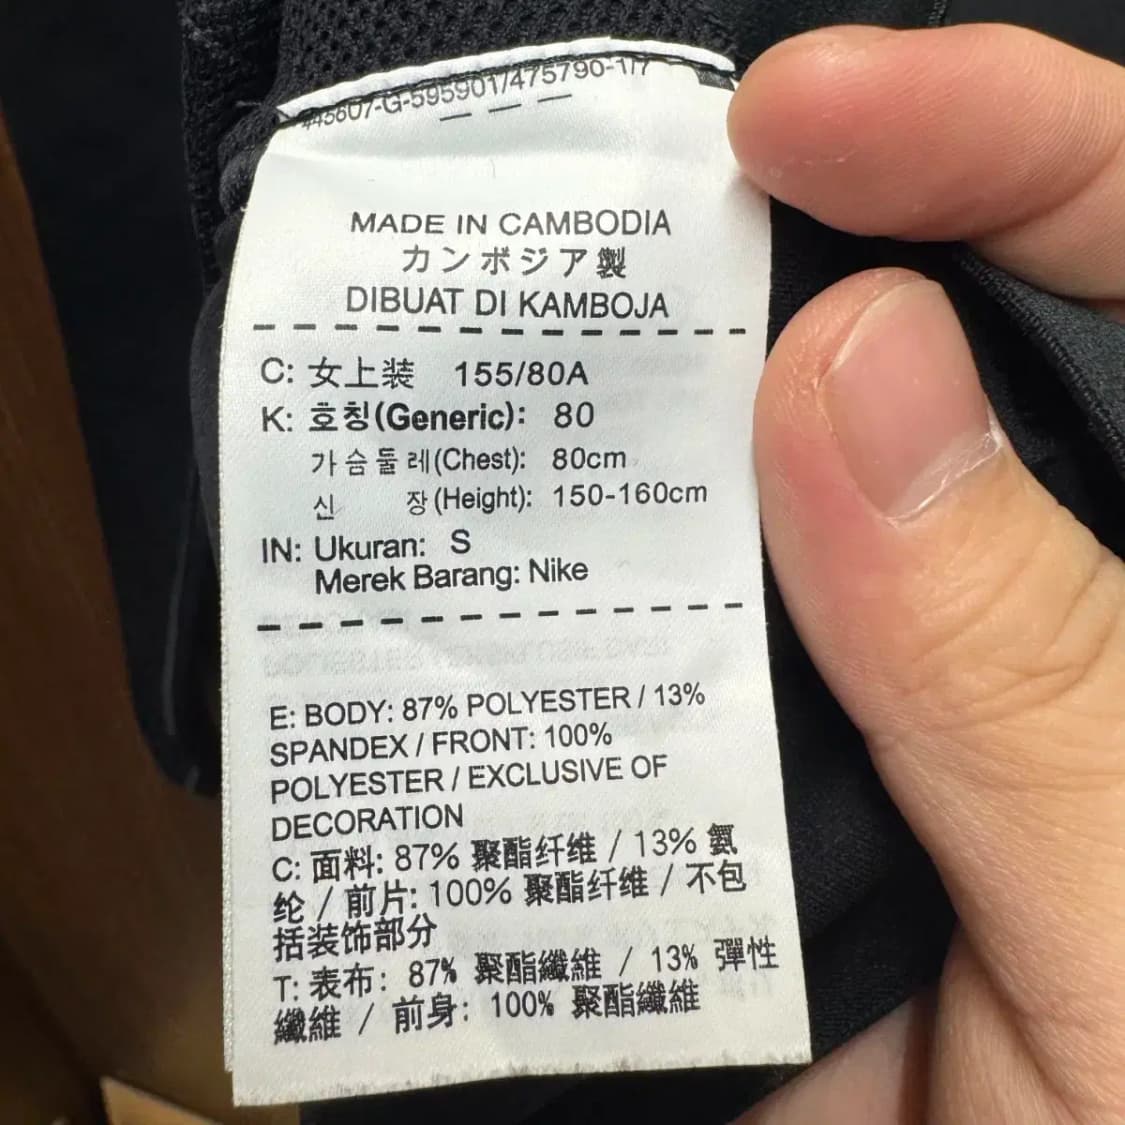 445607-G-595901/475790-1/7
MADE IN CAMBODIA
カンボジア製
DIBUAT DI KAMBOJA
C: 女上装 155/80A
K: 호칭(Generic): 80
가슴둘레(Chest): 80cm
신 장(Height): 150-160cm
IN: Ukuran: S
Merek Barang: Nike
E: BODY: 87% POLYESTER / 13%
SPANDEX / FRONT: 100%
POLYESTER / EXCLUSIVE OF
DECORATION
C: 面料: 87% 聚酯纤维 / 13% 氨
纶 / 前片: 100% 聚酯纤维 / 不包
括装饰部分
T: 表布: 87% 聚酯纖維 / 13% 彈性
纖維 / 前身: 100% 聚酯纖維